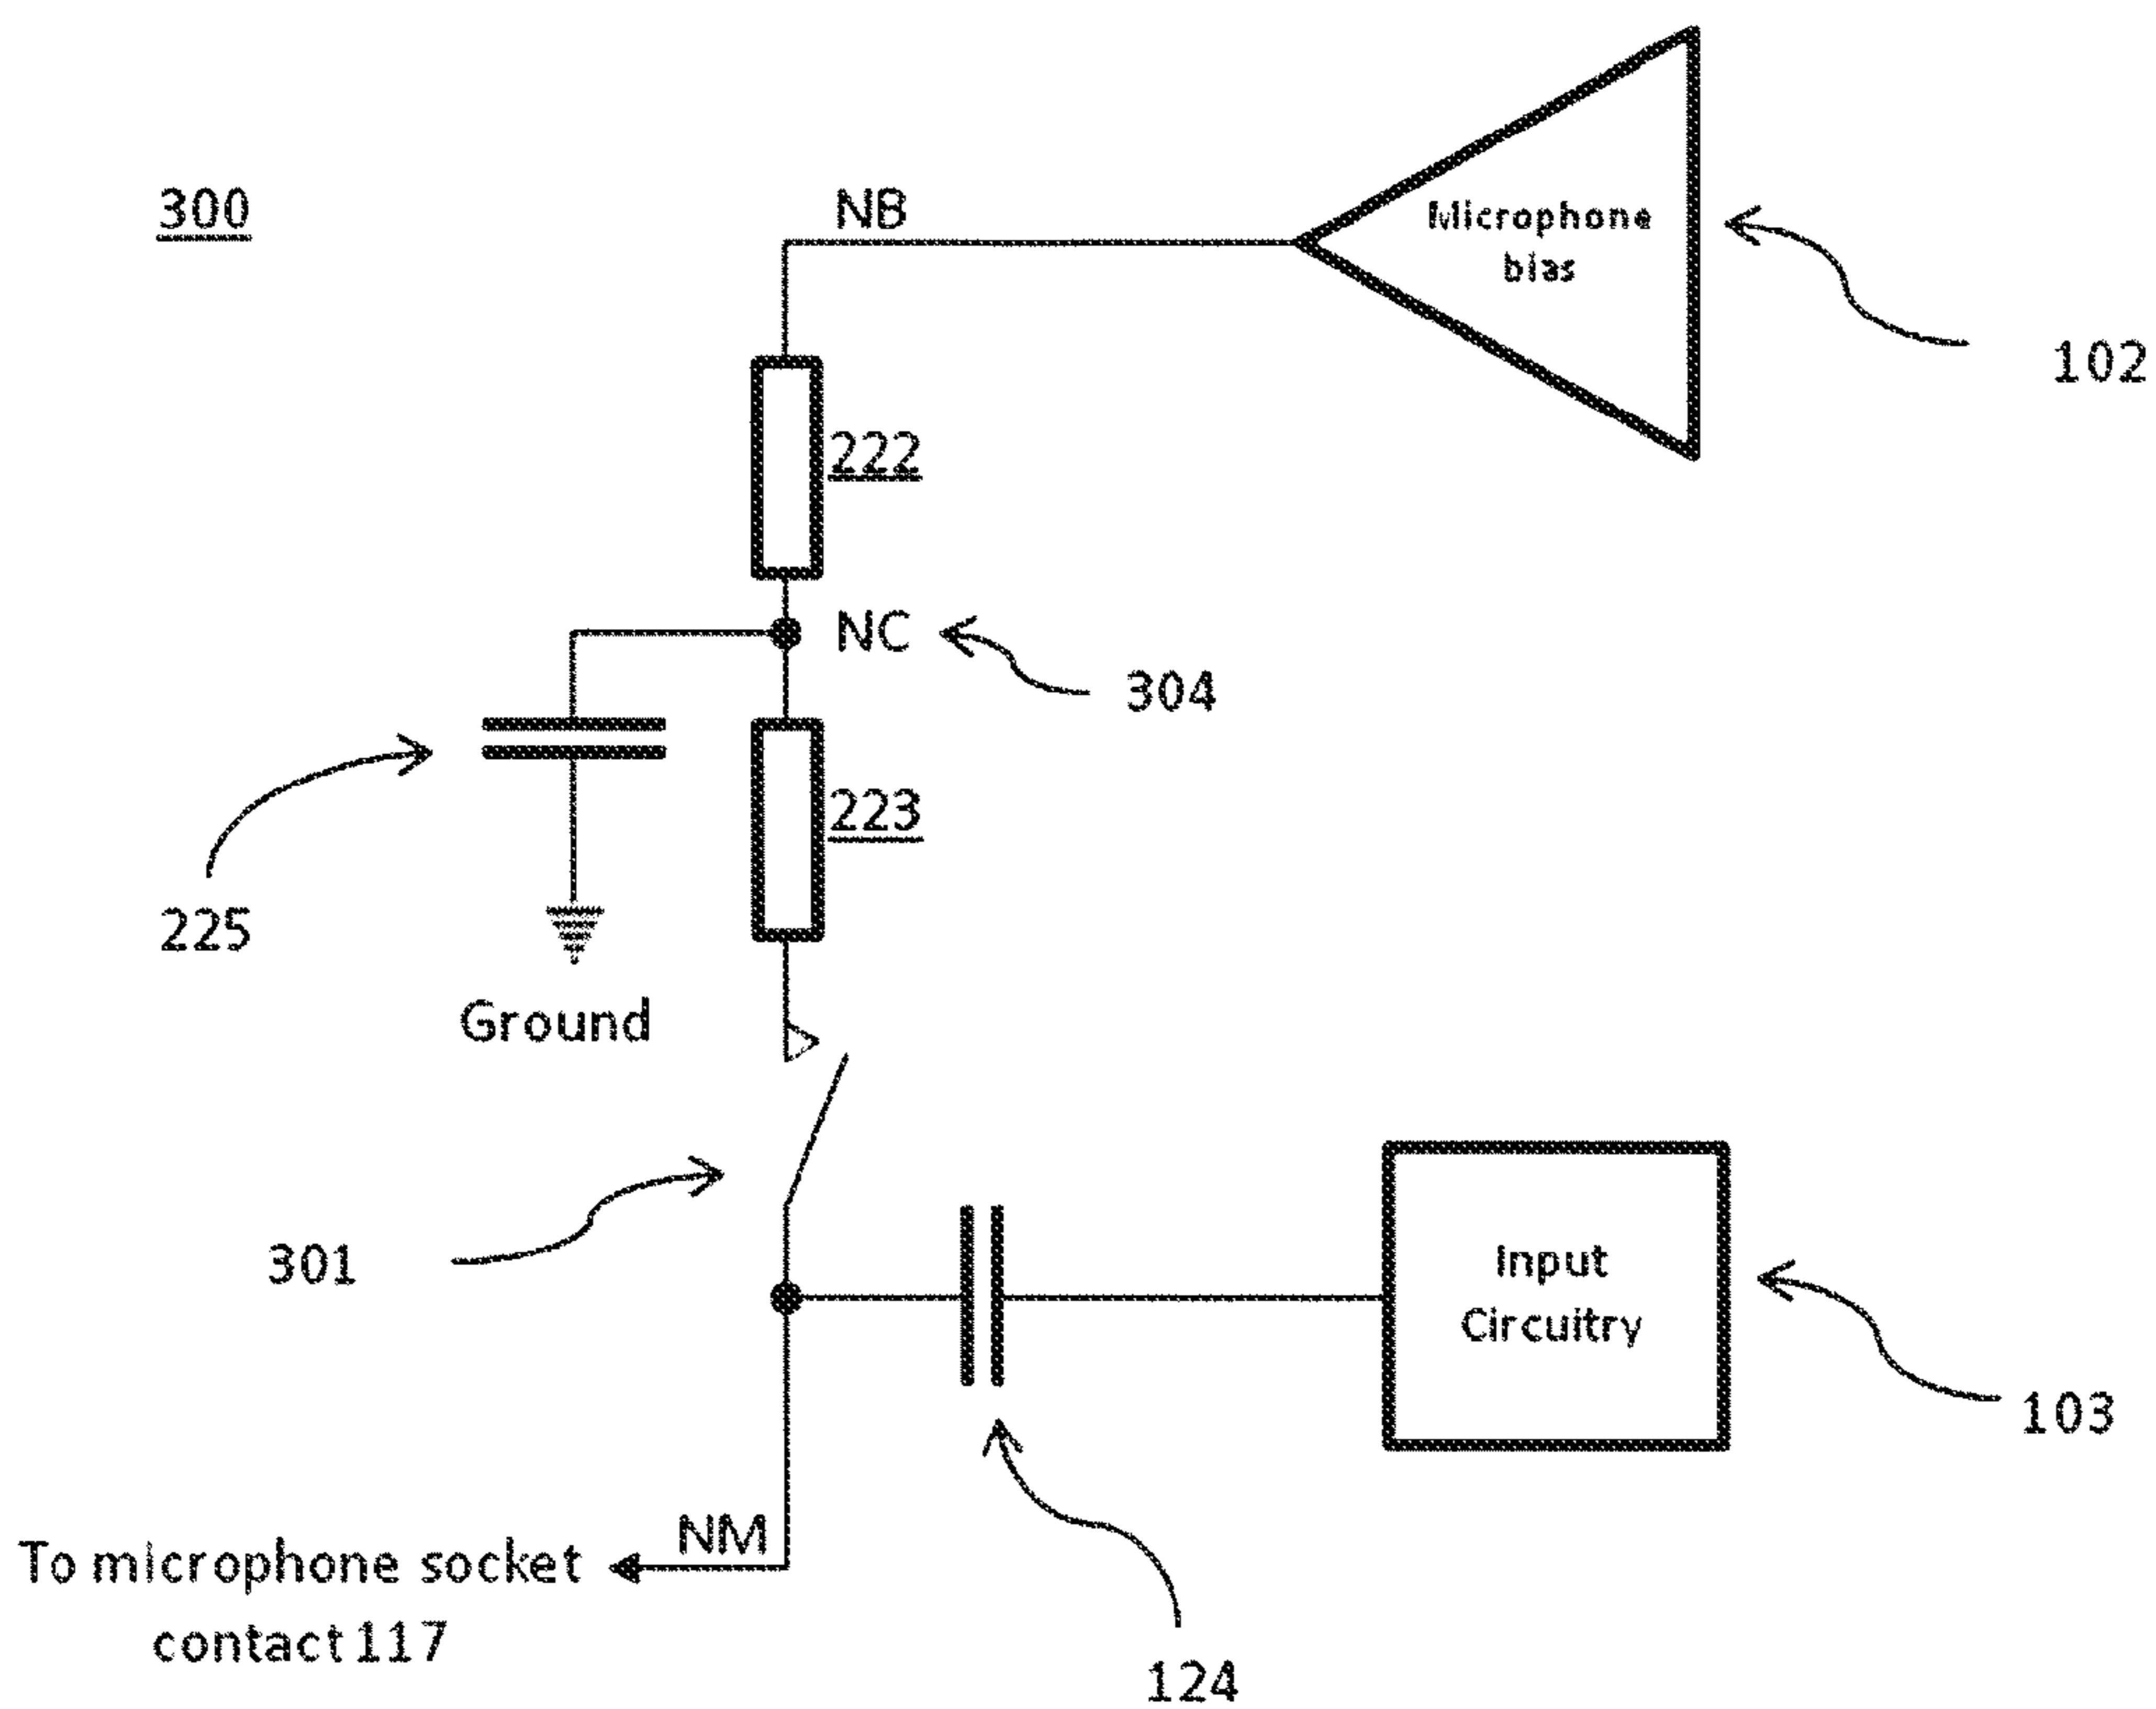 300
NB
Microphone
bias
102
222
NC
304
223
225
Ground
301
Input
Circuitry
103
NM
To microphone socket
contact 117
124